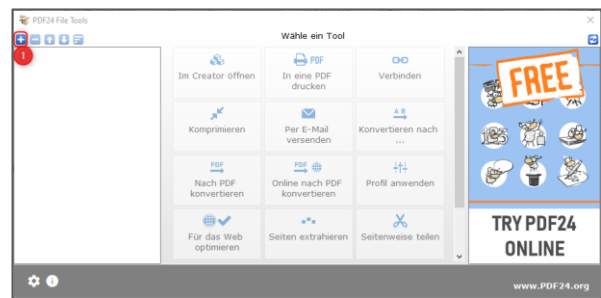 PDF24 File Tools
Wähle ein Tool
1
Im Creator öffnen
PDF
In eine PDF
drucken
Verbinden
Komprimieren
Per E-Mail
versenden
A B
Konvertieren nach
...
PDF
Nach PDF
konvertieren
PDF
Online nach PDF
konvertieren
Profil anwenden
Für das Web
optimieren
Seiten extrahieren
Seitenweise teilen
FREE
TRY PDF24
ONLINE
www.PDF24.org